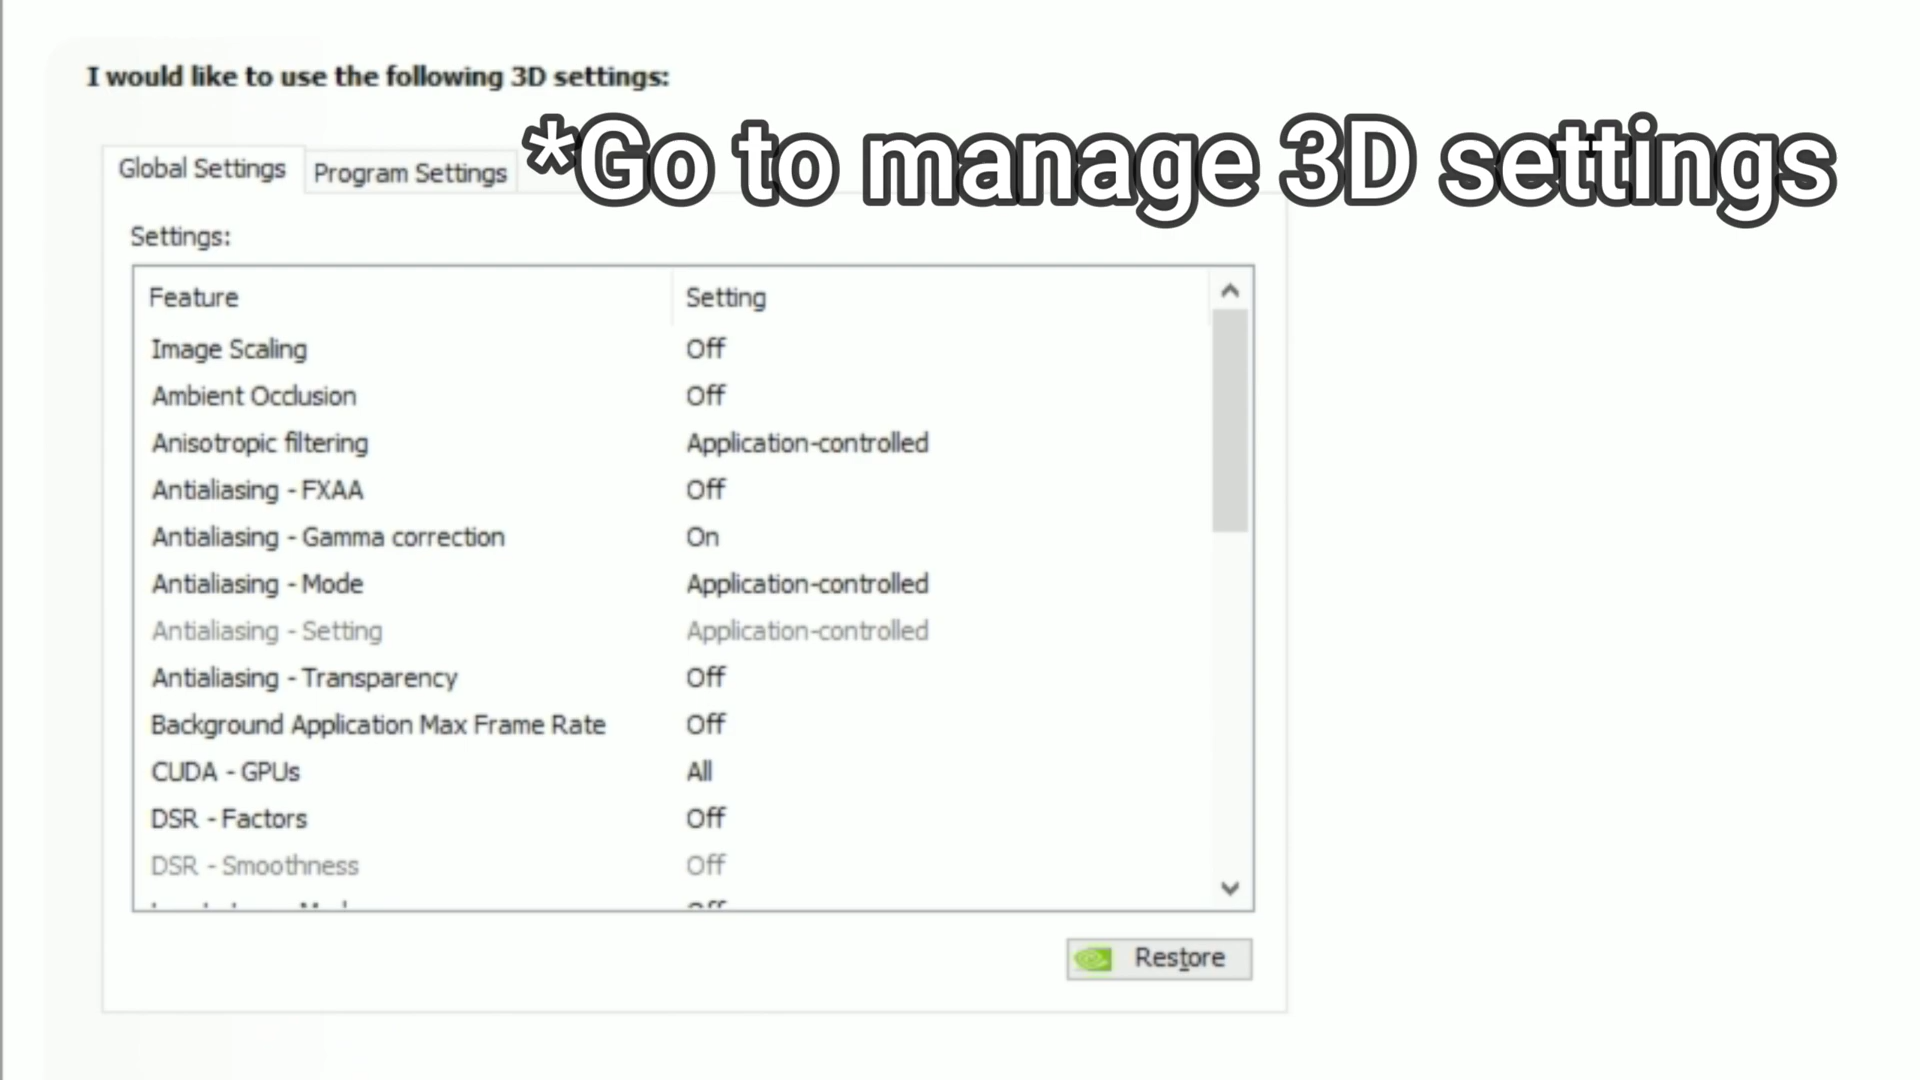 I would like to use the following 3D settings:
*Go to manage 3D settings
Global Settings Program Settings
Settings:
Feature Setting
Image Scaling Off
Ambient Occlusion Off
Anisotropic filtering Application-controlled
Antialiasing - FXAA Off
Antialiasing - Gamma correction On
Antialiasing - Mode Application-controlled
Antialiasing - Setting Application-controlled
Antialiasing - Transparency Off
Background Application Max Frame Rate Off
CUDA - GPUs All
DSR - Factors Off
DSR - Smoothness Off
Restore